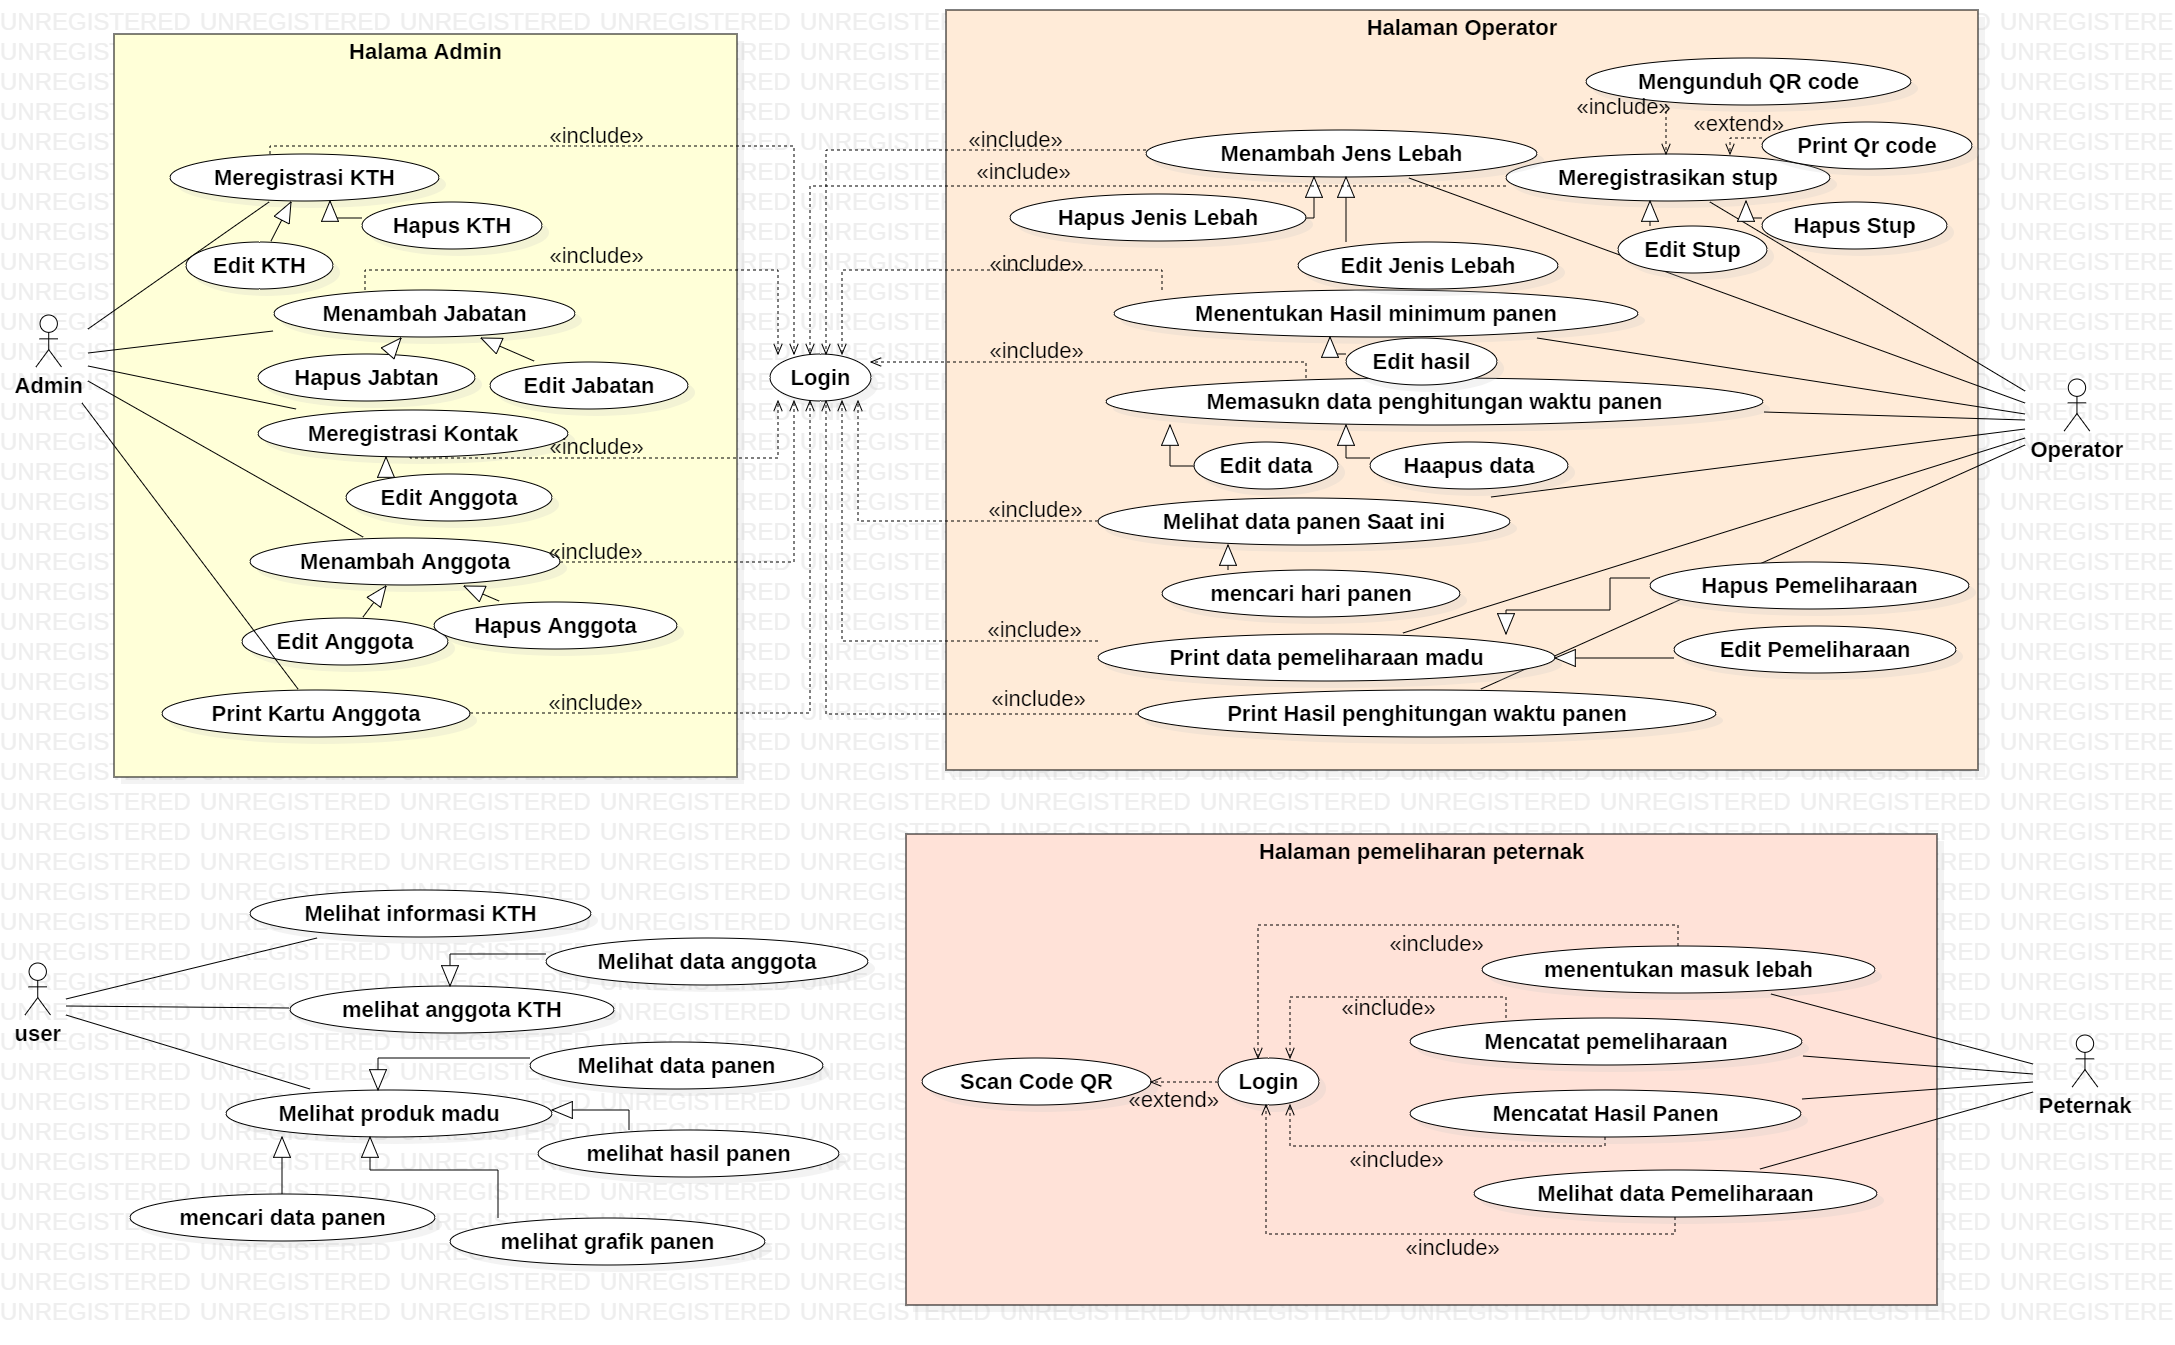 Halama Admin
«include»
Meregistrasi KTH
Hapus KTH
Edit KTH
«include»
Menambah Jabatan
Hapus Jabtan
Edit Jabatan
Admin
Meregistrasi Kontak
«include»
Edit Anggota
Menambah Anggota
«include»
Edit Anggota
Hapus Anggota
Print Kartu Anggota
«include»
Login
Halaman Operator
Mengunduh QR code
«include»
«extend»
Print Qr code
«include»
Menambah Jens Lebah
«include»
Meregistrasikan stup
Hapus Jenis Lebah
Hapus Stup
Edit Stup
«include»
Edit Jenis Lebah
Menentukan Hasil minimum panen
«include»
Edit hasil
Memasukn data penghitungan waktu panen
Operator
Edit data
Haapus data
«include»
Melihat data panen Saat ini
mencari hari panen
Hapus Pemeliharaan
«include»
Print data pemeliharaan madu
Edit Pemeliharaan
«include»
Print Hasil penghitungan waktu panen
Melihat informasi KTH
Melihat data anggota
melihat anggota KTH
user
Melihat data panen
Melihat produk madu
melihat hasil panen
mencari data panen
melihat grafik panen
Halaman pemeliharan peternak
«include»
menentukan masuk lebah
«include»
Mencatat pemeliharaan
Scan Code QR
Login
«extend»
Mencatat Hasil Panen
Peternak
«include»
Melihat data Pemeliharaan
«include»
UNREGISTERED